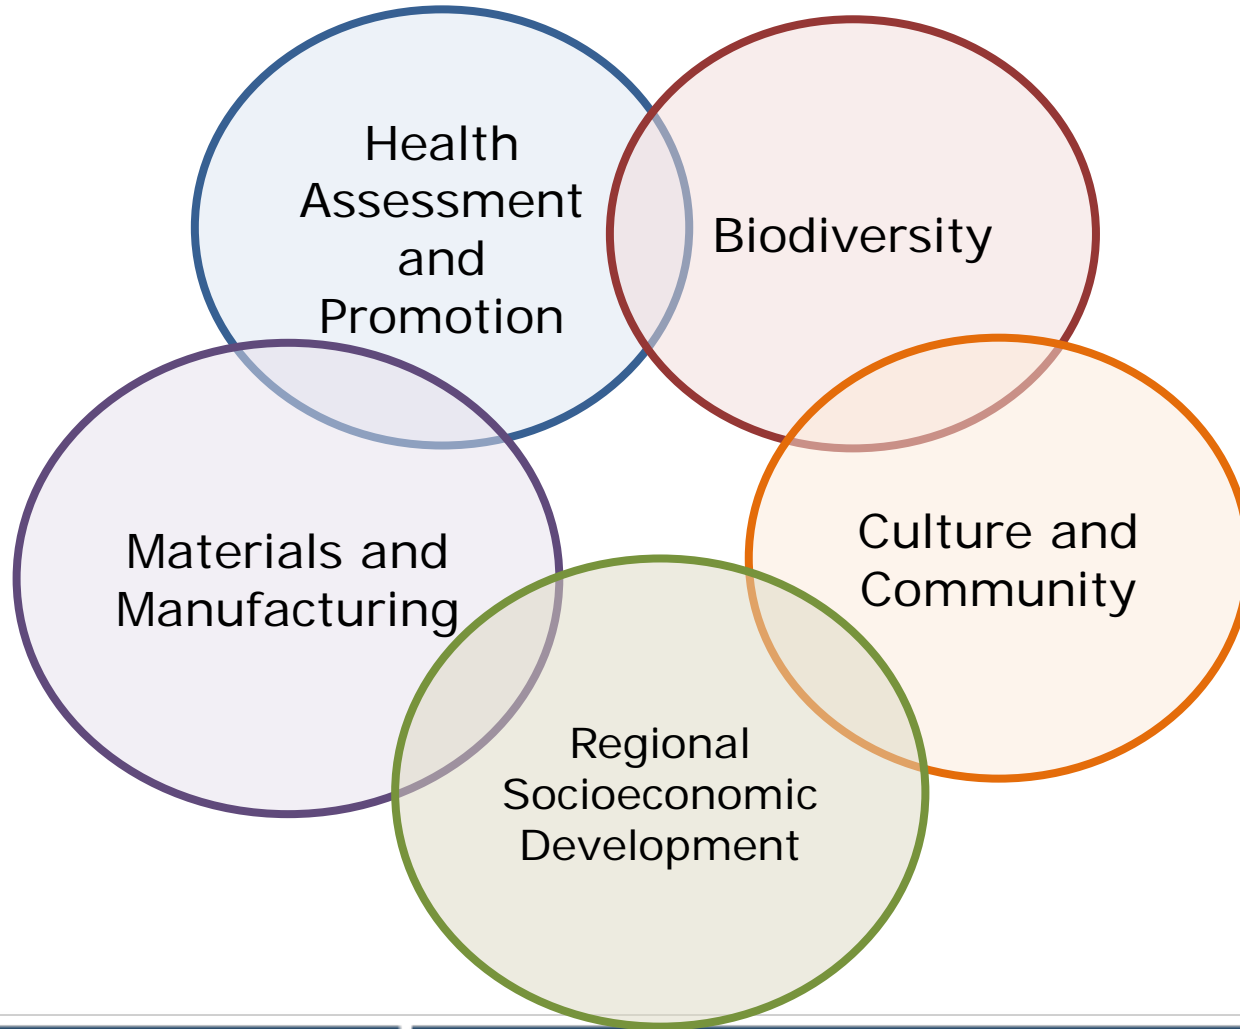 Health
Assessment
and
Promotion
Biodiversity
Culture and
Community
Materials and
Manufacturing
Regional
Socioeconomic
Development